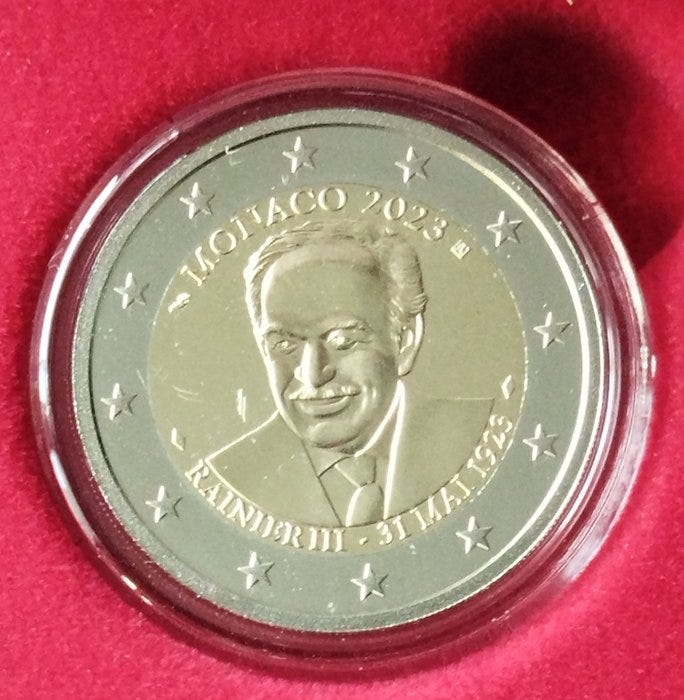 MONACO 2023
RAINIER III - 31 MAI 1923